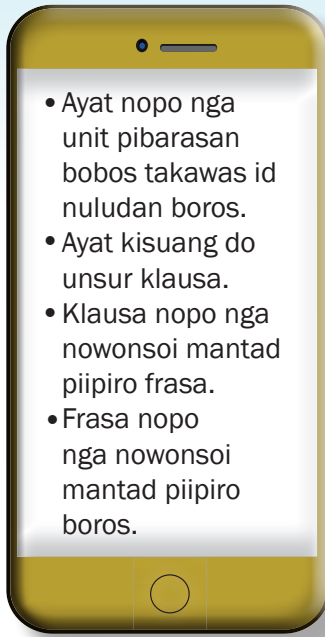 • Ayat nopo nga
unit pibarasan
bobos takawas id
nuludan boros.
• Ayat kisuang do
unsur klausa.
• Klausa nopo nga
nowonsoi mantad
piipiro frasa.
• Frasa nopo
nga nowonsoi
mantad piipiro
boros.